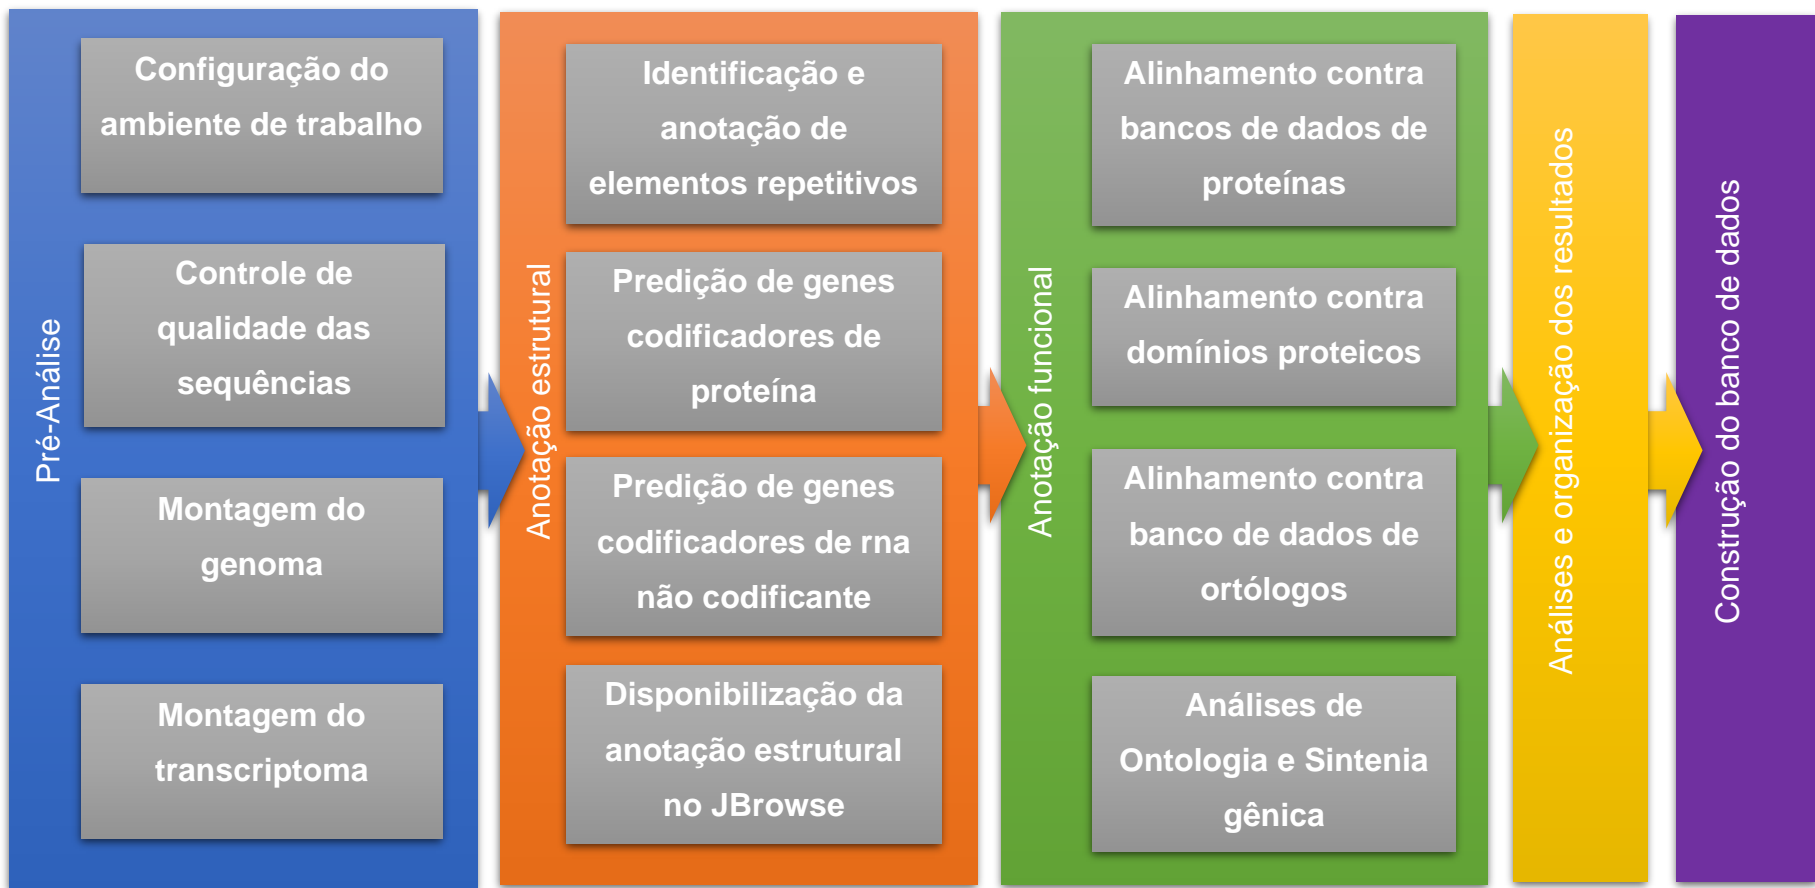 Pré-Análise
Configuração do
ambiente de trabalho
Controle de
qualidade das
sequências
Montagem do
genoma
Montagem do
transcriptoma
Anotação estrutural
Identificação e
anotação de
elementos repetitivos
Predição de genes
codificadores de
proteína
Predição de genes
codificadores de rna
não codificante
Disponibilização da
anotação estrutural
no JBrowse
Anotação funcional
Alinhamento contra
bancos de dados de
proteínas
Alinhamento contra
domínios proteicos
Alinhamento contra
banco de dados de
ortólogos
Análises de
Ontologia e Sintenia
gênica
Análises e organização dos resultados
Construção do banco de dados